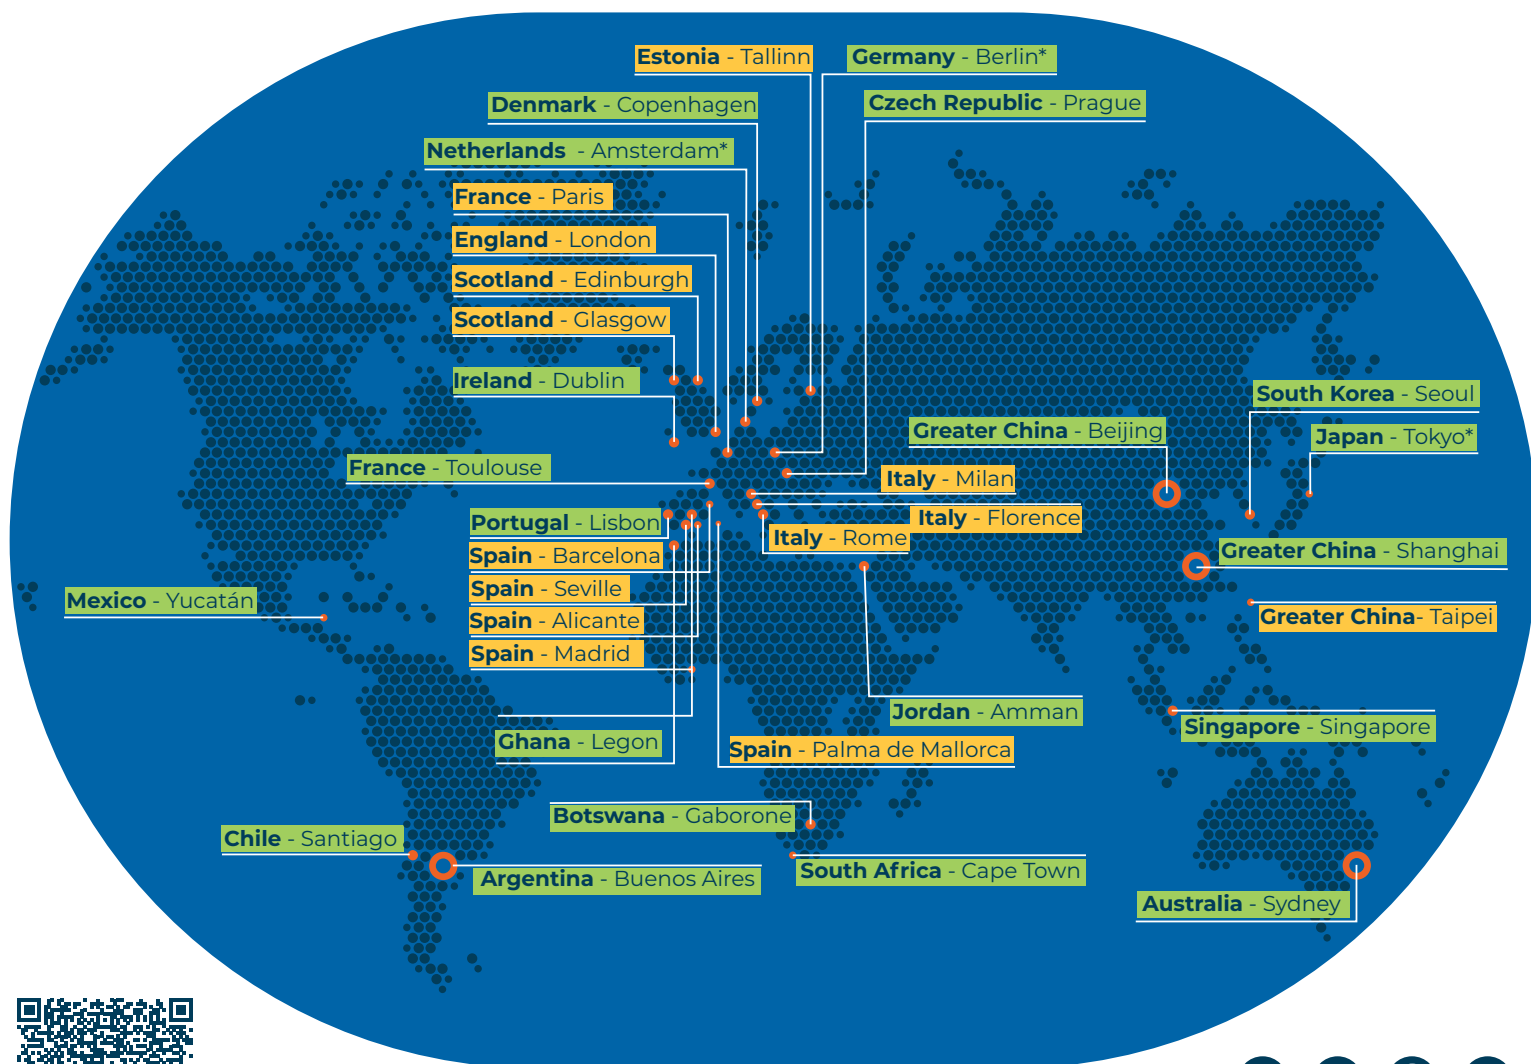 Estonia - Tallinn
Germany - Berlin*
Denmark - Copenhagen
Czech Republic - Prague
Netherlands - Amsterdam*
France - Paris
England - London
Scotland - Edinburgh
Scotland - Glasgow
Ireland - Dublin
South Korea - Seoul
Greater China - Beijing
Japan - Tokyo*
France - Toulouse
Italy - Milan
Portugal - Lisbon
Italy - Florence
Italy - Rome
Spain - Barcelona
Greater China - Shanghai
Spain - Seville
Mexico - Yucatán
Spain - Alicante
Greater China- Taipei
Spain - Madrid
Jordan - Amman
Singapore - Singapore
Ghana - Legon
Spain - Palma de Mallorca
Botswana - Gaborone
Chile - Santiago
South Africa - Cape Town
Argentina - Buenos Aires
Australia - Sydney